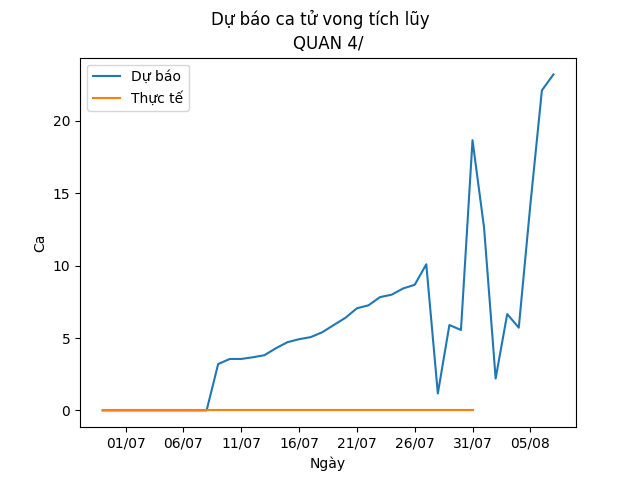 Dự báo ca tử vong tích lũy
QUAN 4/
Dự báo
Thực tế
Ca
20
15
10
5
0
01/07 06/07 11/07 16/07 21/07 26/07 31/07 05/08
Ngày